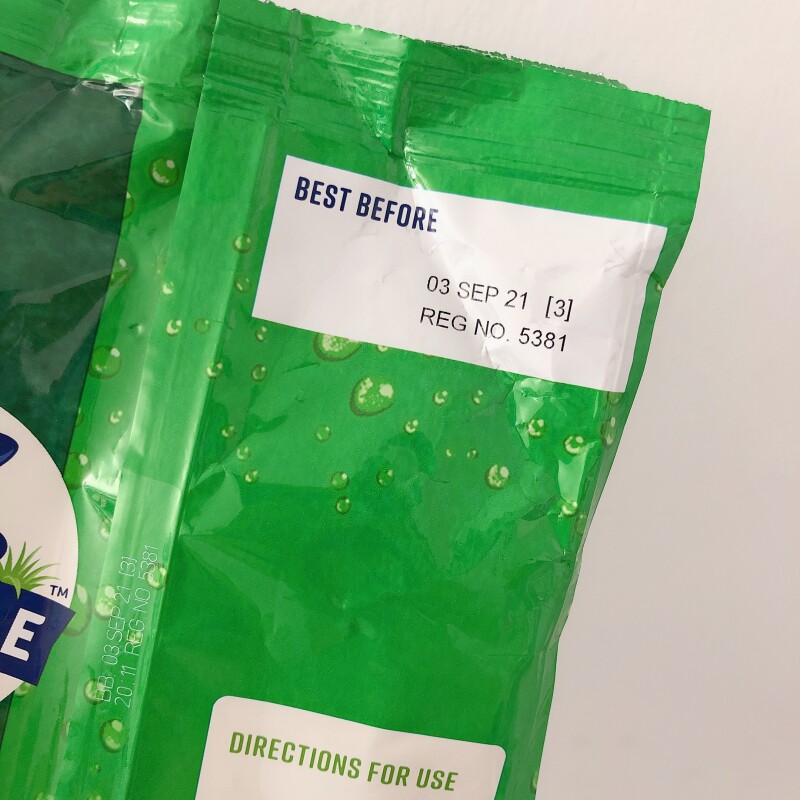 BEST BEFORE
03 SEP 21 [3]
REG NO. 5381
E
TM
BB 03 SEP 21 [3]
20:11 REG NO 5381
DIRECTIONS FOR USE